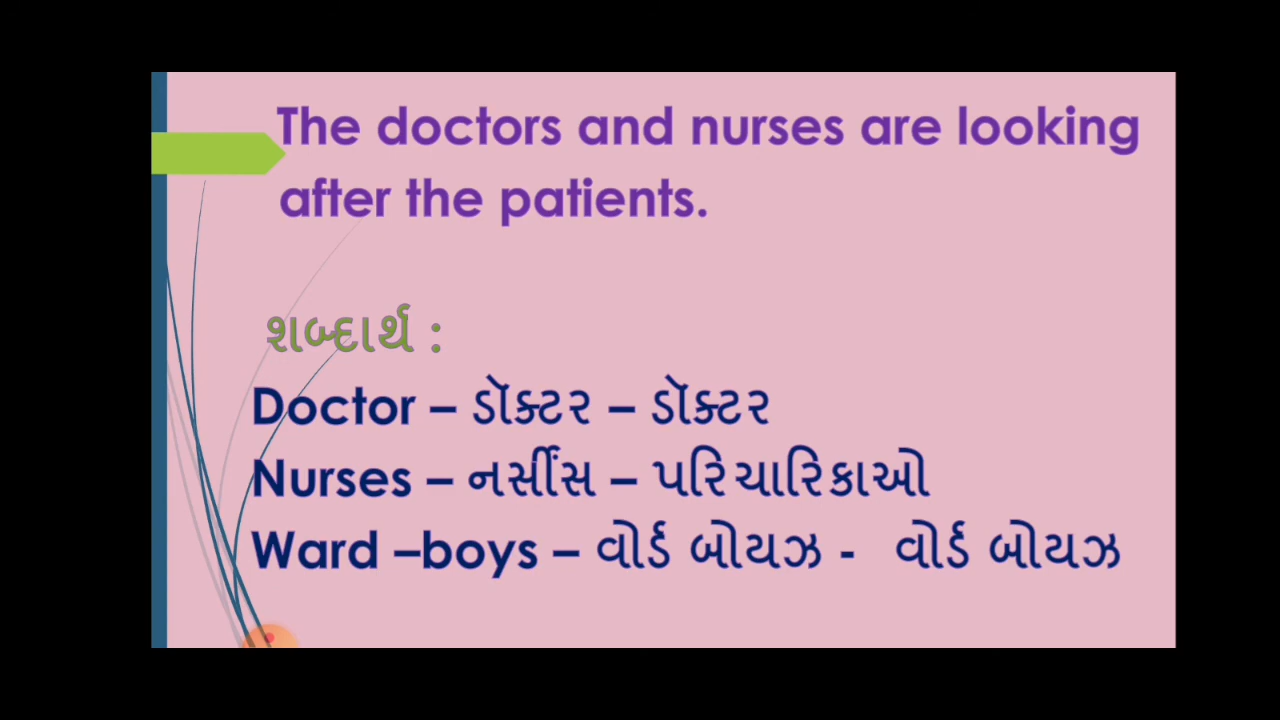 The doctors and nurses are looking
after the patients.
શબ્દાર્થ :
Doctor – ડૉક્ટર – ડૉક્ટર
Nurses – નર્સીંસ – પરિચારિકાઓ
Ward –boys – વોર્ડ બોયઝ - વોર્ડ બોયઝ